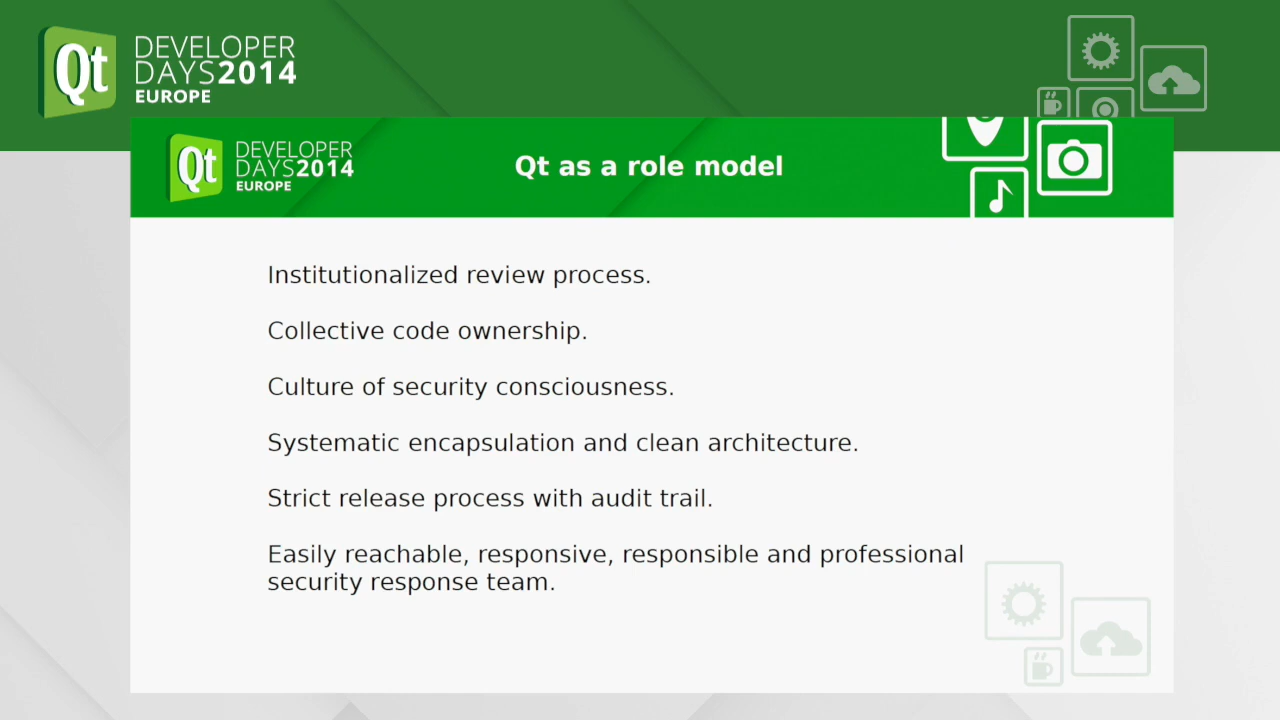 Qt DEVELOPER
DAYS2014
EUROPE
Qt DEVELOPER
DAYS2014
EUROPE
Qt as a role model
Institutionalized review process.
Collective code ownership.
Culture of security consciousness.
Systematic encapsulation and clean architecture.
Strict release process with audit trail.
Easily reachable, responsive, responsible and professional
security response team.